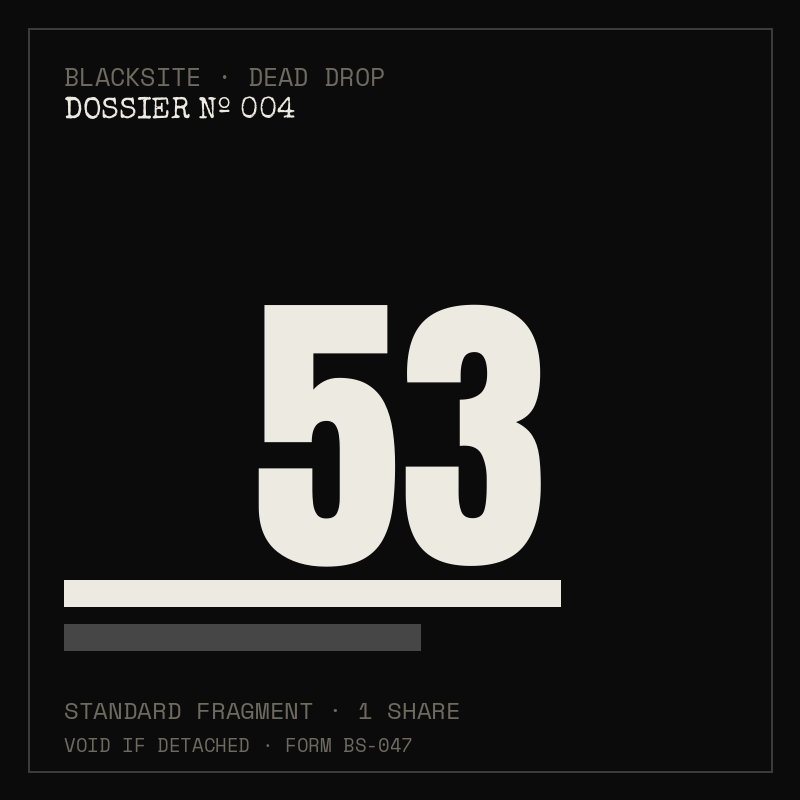 BLACKSITE · DEAD DROP
DOSSIER Nº 004
53
STANDARD FRAGMENT · 1 SHARE
VOID IF DETACHED · FORM BS-047